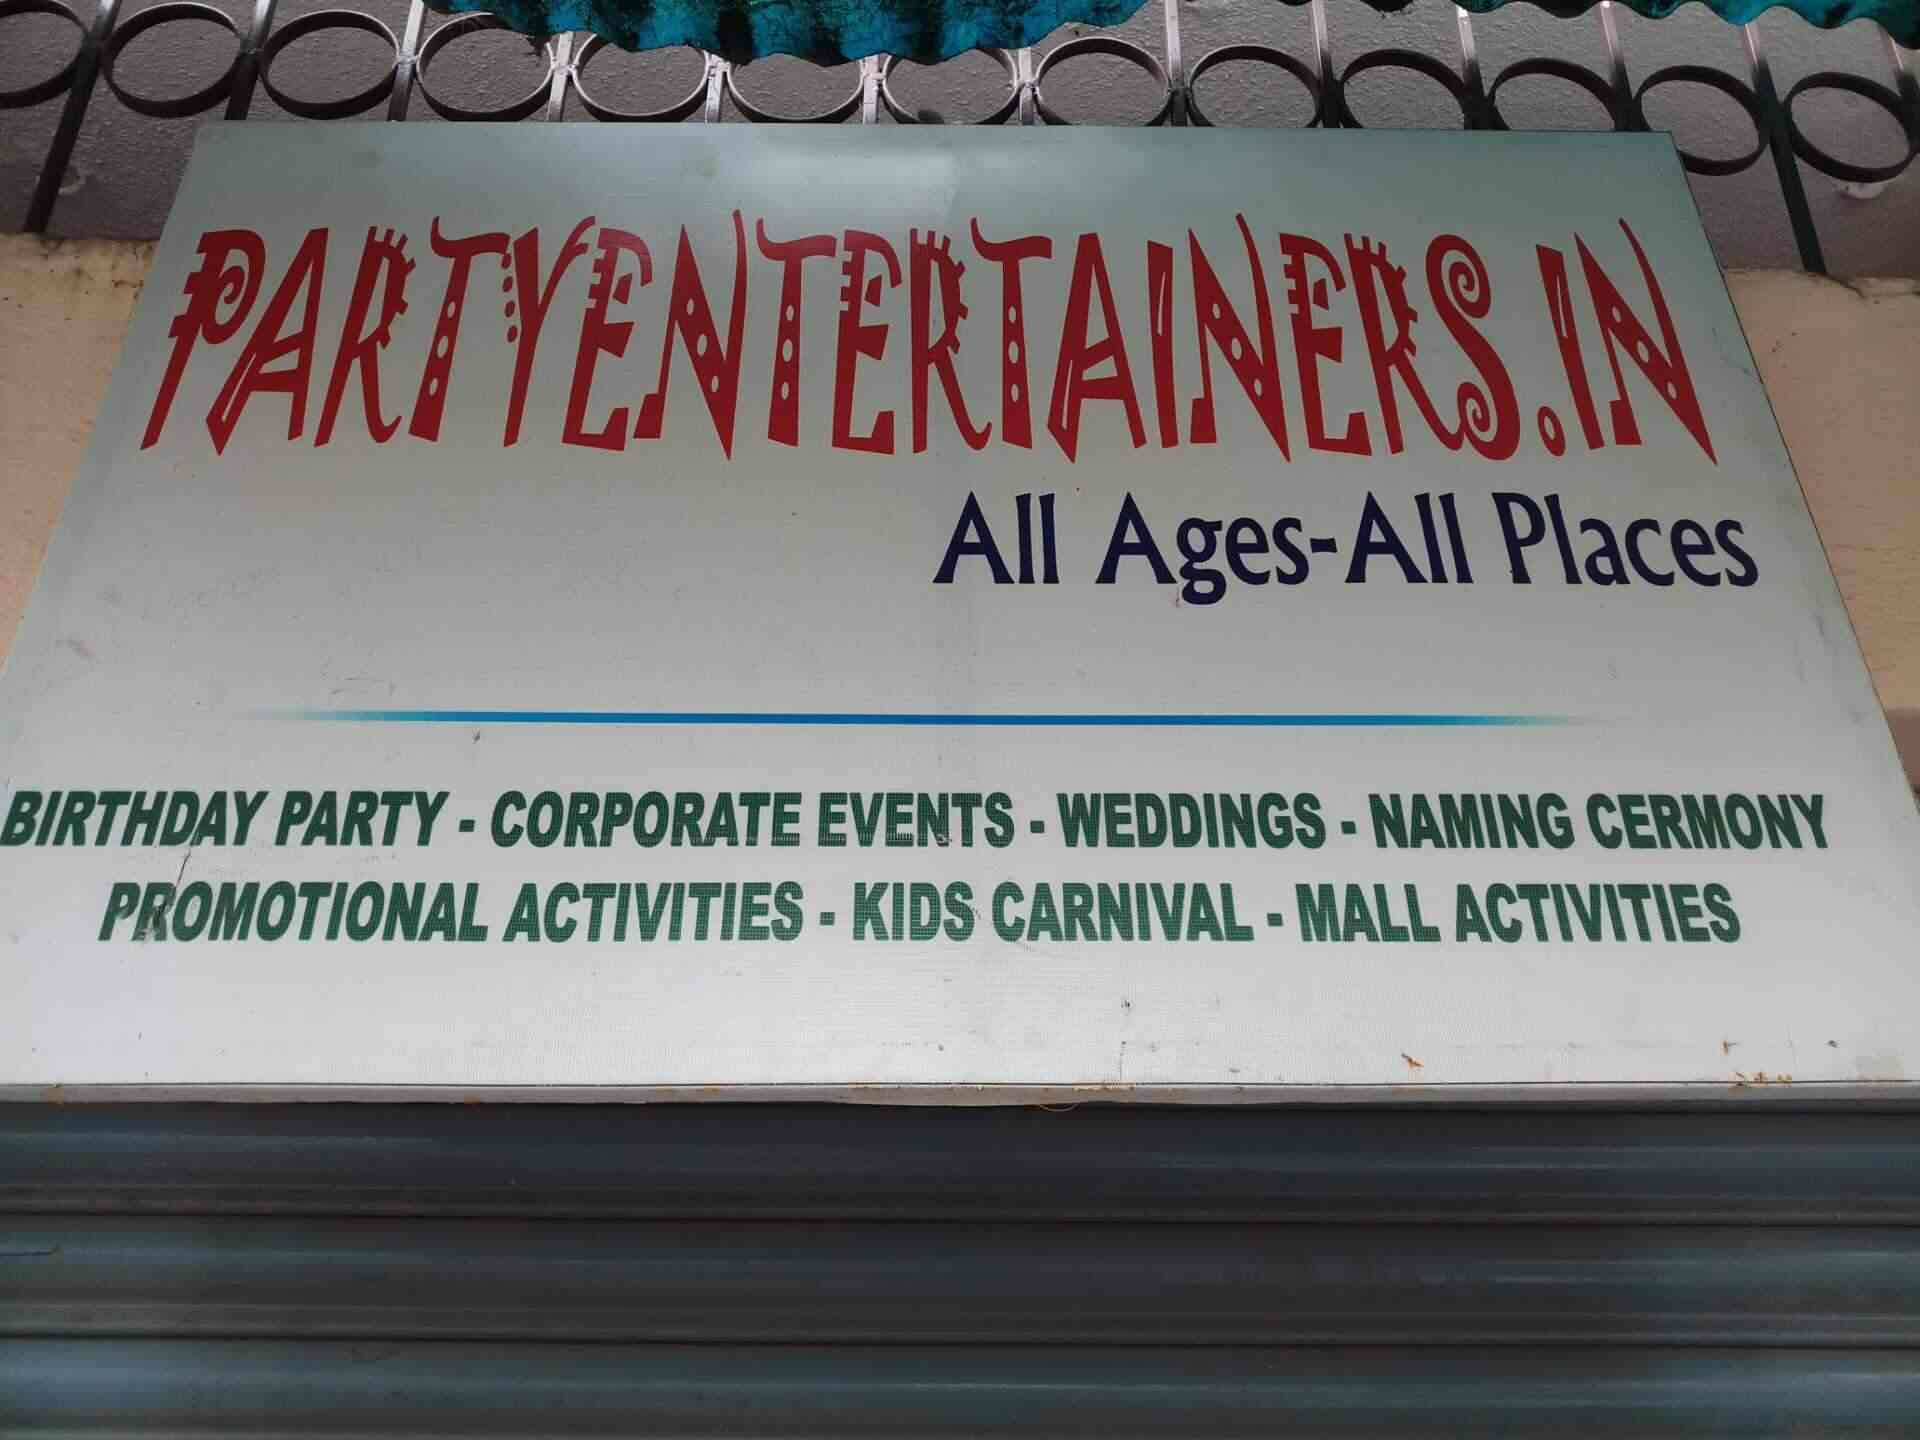 PARTYENTERTAINERS.IN
All Ages-All Places
BIRTHDAY PARTY - CORPORATE EVENTS - WEDDINGS - NAMING CERMONY
PROMOTIONAL ACTIVITIES - KIDS CARNIVAL - MALL ACTIVITIES